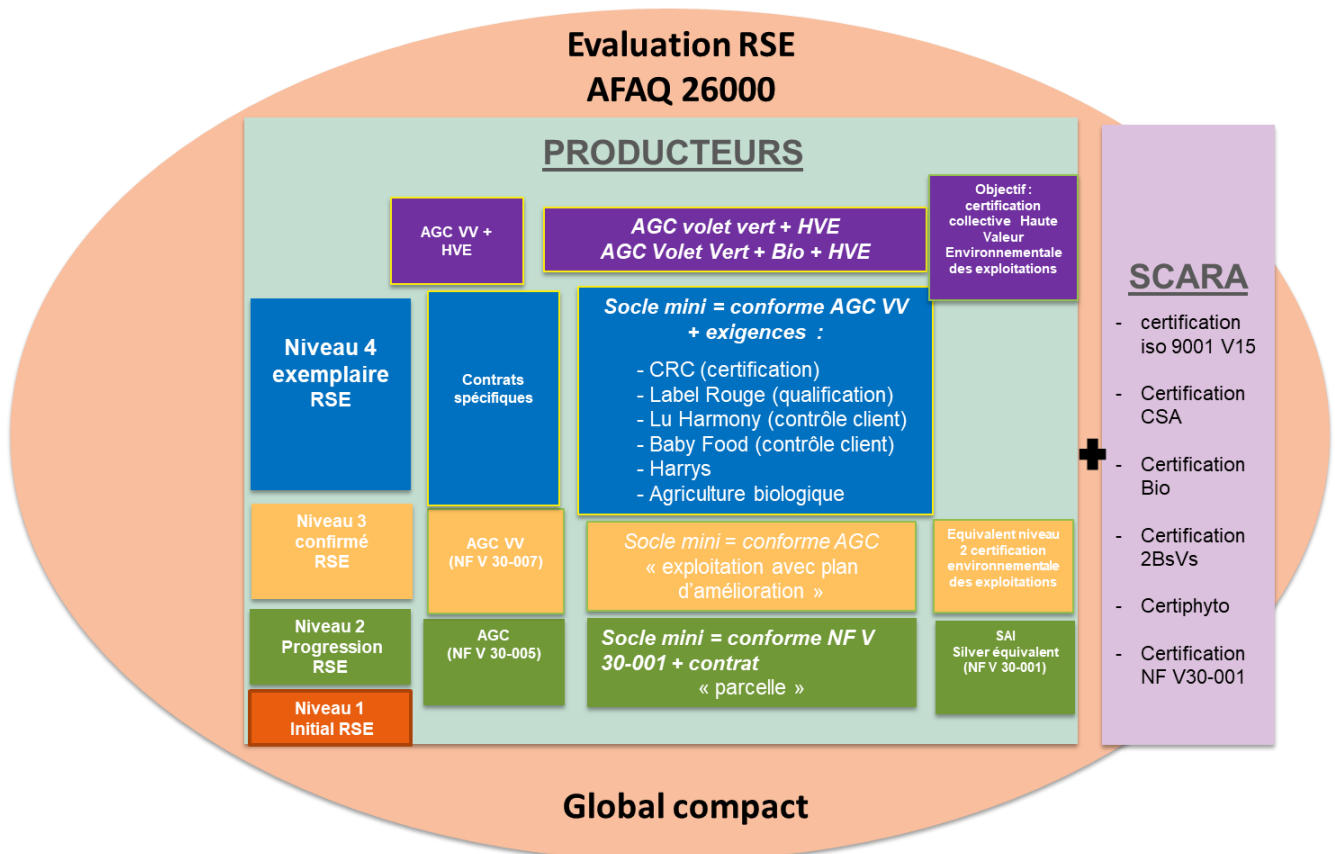 Evaluation RSE
AFAQ 26000
PRODUCTEURS
AGC VV +
HVE
AGC volet vert + HVE
AGC Volet Vert + Bio + HVE
Objectif :
certification
collective Haute
Valeur
Environnementale
des exploitations
Niveau 4
exemplaire
RSE
Contrats
spécifiques
Socle mini = conforme AGC VV
+ exigences :
- CRC (certification)
- Label Rouge (qualification)
- Lu Harmony (contrôle client)
- Baby Food (contrôle client)
- Harrys
- Agriculture biologique
Niveau 3
confirmé
RSE
AGC VV
(NF V 30-007)
Socle mini = conforme AGC
« exploitation avec plan
d’amélioration »
Equivalent niveau
2 certification
environnementale
des exploitations
Niveau 2
Progression
RSE
AGC
(NF V 30-005)
Socle mini = conforme NF V
30-001 + contrat
« parcelle »
SAI
Silver équivalent
(NF V 30-001)
Niveau 1
Initial RSE
SCARA
- certification
iso 9001 V15
- Certification
CSA
- Certification
Bio
- Certification
2BsVs
- Certiphyto
- Certification
NF V30-001
Global compact